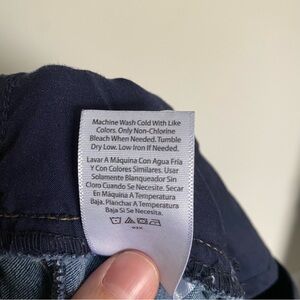 Machine Wash Cold With Like
Colors. Only Non-Chlorine
Bleach When Needed. Tumble
Dry Low. Low Iron If Needed.
Lavar A Máquina Con Agua Fría
Y Con Colores Similares. Usar
Solamente Blanqueador Sin
Cloro Cuando Se Necesite. Secar
En Máquina A Temperatura
Baja. Planchar A Temperatura
Baja Si Se Necesita.